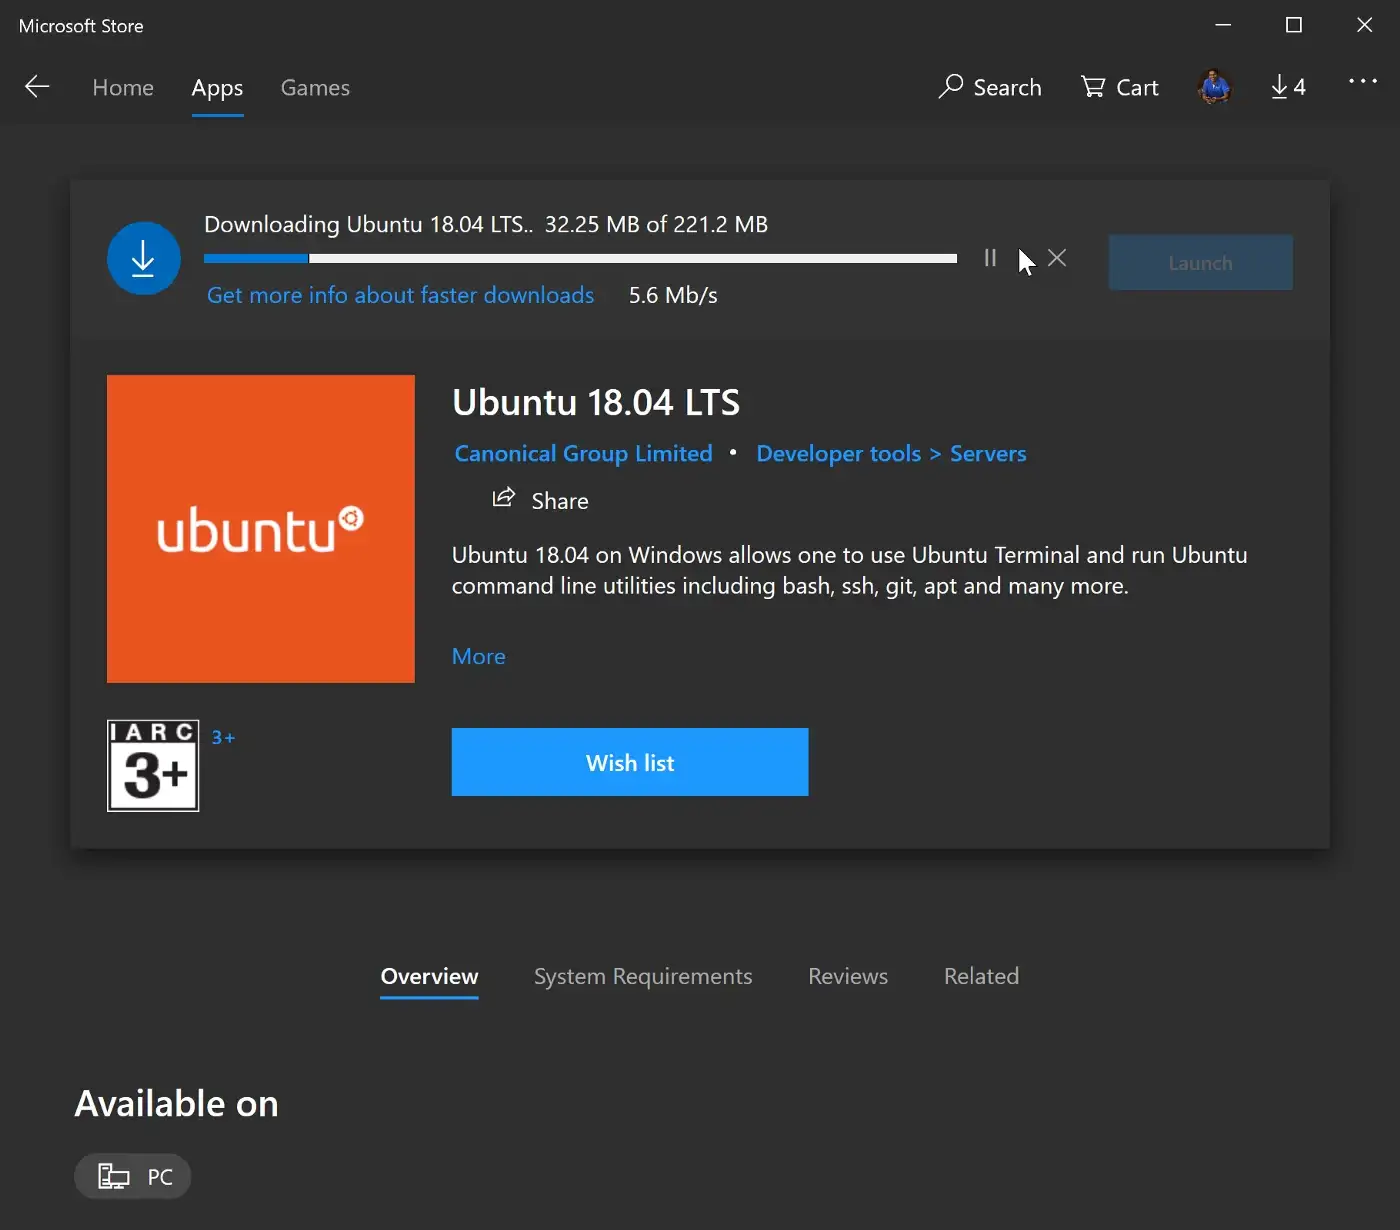 Microsoft Store
Home Apps Games Search Cart 4
Downloading Ubuntu 18.04 LTS.. 32.25 MB of 221.2 MB
Launch
Get more info about faster downloads 5.6 Mb/s
ubuntu
Ubuntu 18.04 LTS
Canonical Group Limited • Developer tools > Servers
Share
Ubuntu 18.04 on Windows allows one to use Ubuntu Terminal and run Ubuntu
command line utilities including bash, ssh, git, apt and many more.
More
IARC
3+
3+
Wish list
Overview System Requirements Reviews Related
Available on
PC